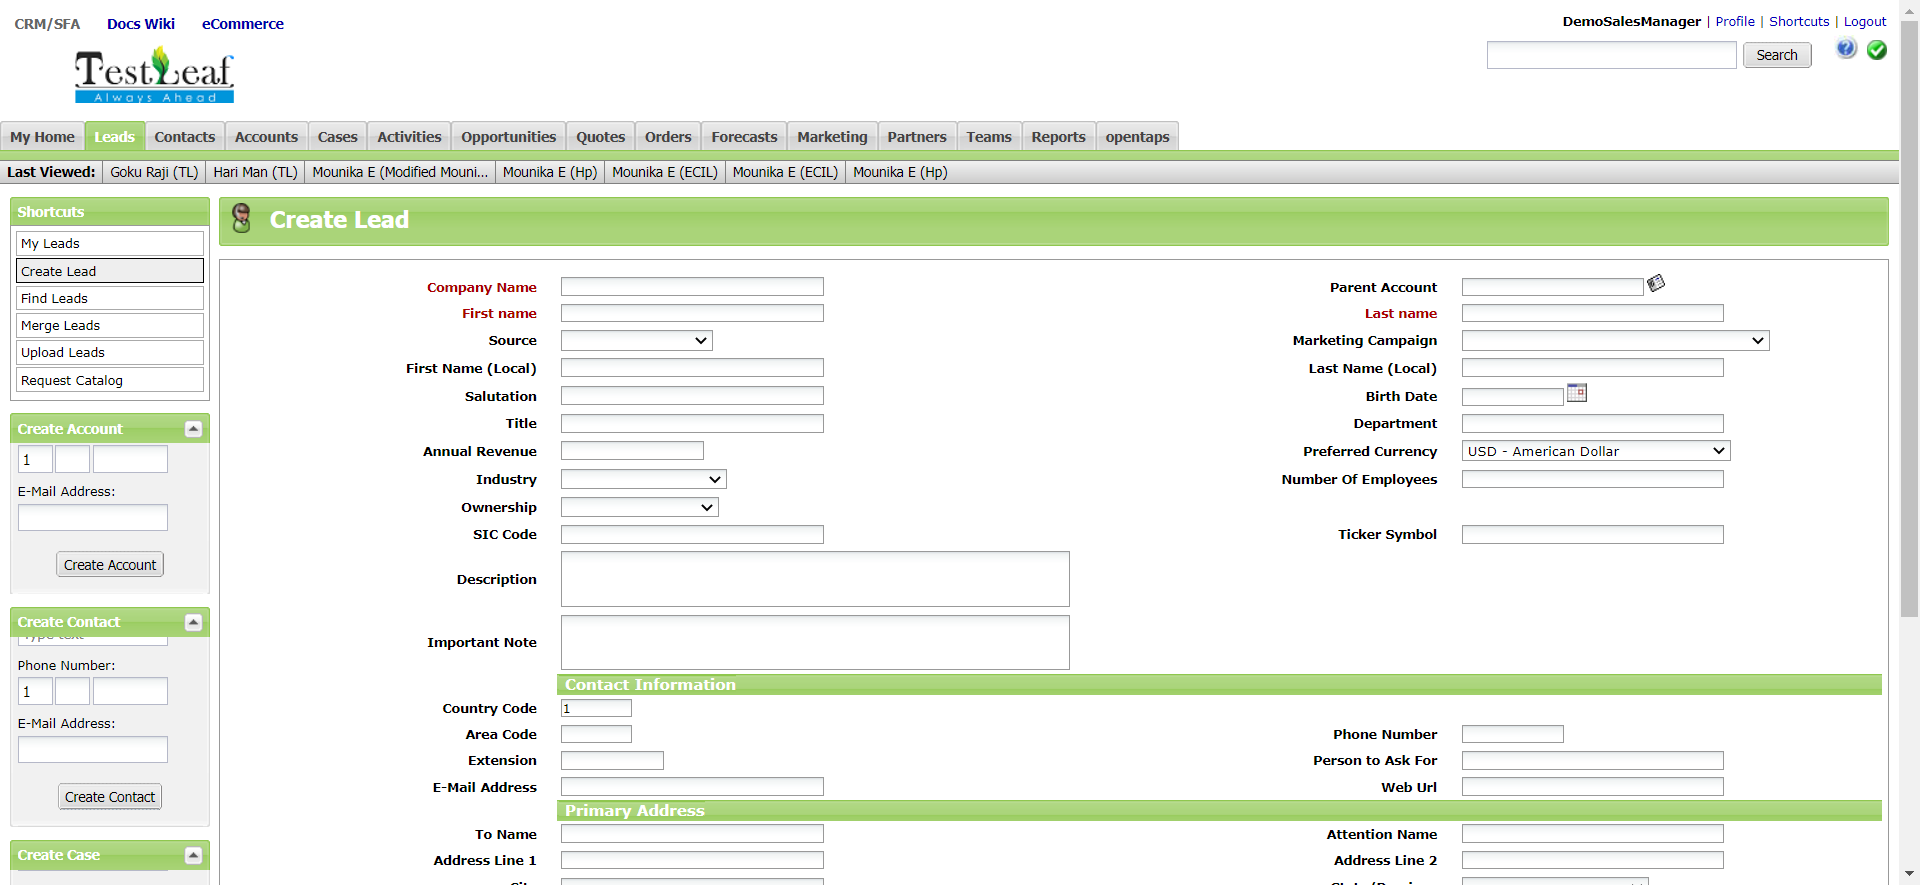 CRM/SFA Docs Wiki eCommerce
DemoSalesManager | Profile | Shortcuts | Logout
Search
TestLeaf
Always Ahead
My Home Leads Contacts Accounts Cases Activities Opportunities Quotes Orders Forecasts Marketing Partners Teams Reports opentaps
Last Viewed: Goku Raji (TL) Hari Man (TL) Mounika E (Modified Mouni... Mounika E (Hp) Mounika E (ECIL) Mounika E (ECIL) Mounika E (Hp)
Shortcuts
My Leads
Create Lead
Find Leads
Merge Leads
Upload Leads
Request Catalog
Create Account
1
E-Mail Address:
Create Account
Create Contact
Phone Number:
1
E-Mail Address:
Create Contact
Create Case
Create Lead
Company Name Parent Account
First name Last name
Source Marketing Campaign
First Name (Local) Last Name (Local)
Salutation Birth Date
Title Department
Annual Revenue Preferred Currency USD - American Dollar
Industry Number Of Employees
Ownership
SIC Code Ticker Symbol
Description
Important Note
Contact Information
Country Code 1
Area Code Phone Number
Extension Person to Ask For
E-Mail Address Web Url
Primary Address
To Name Attention Name
Address Line 1 Address Line 2